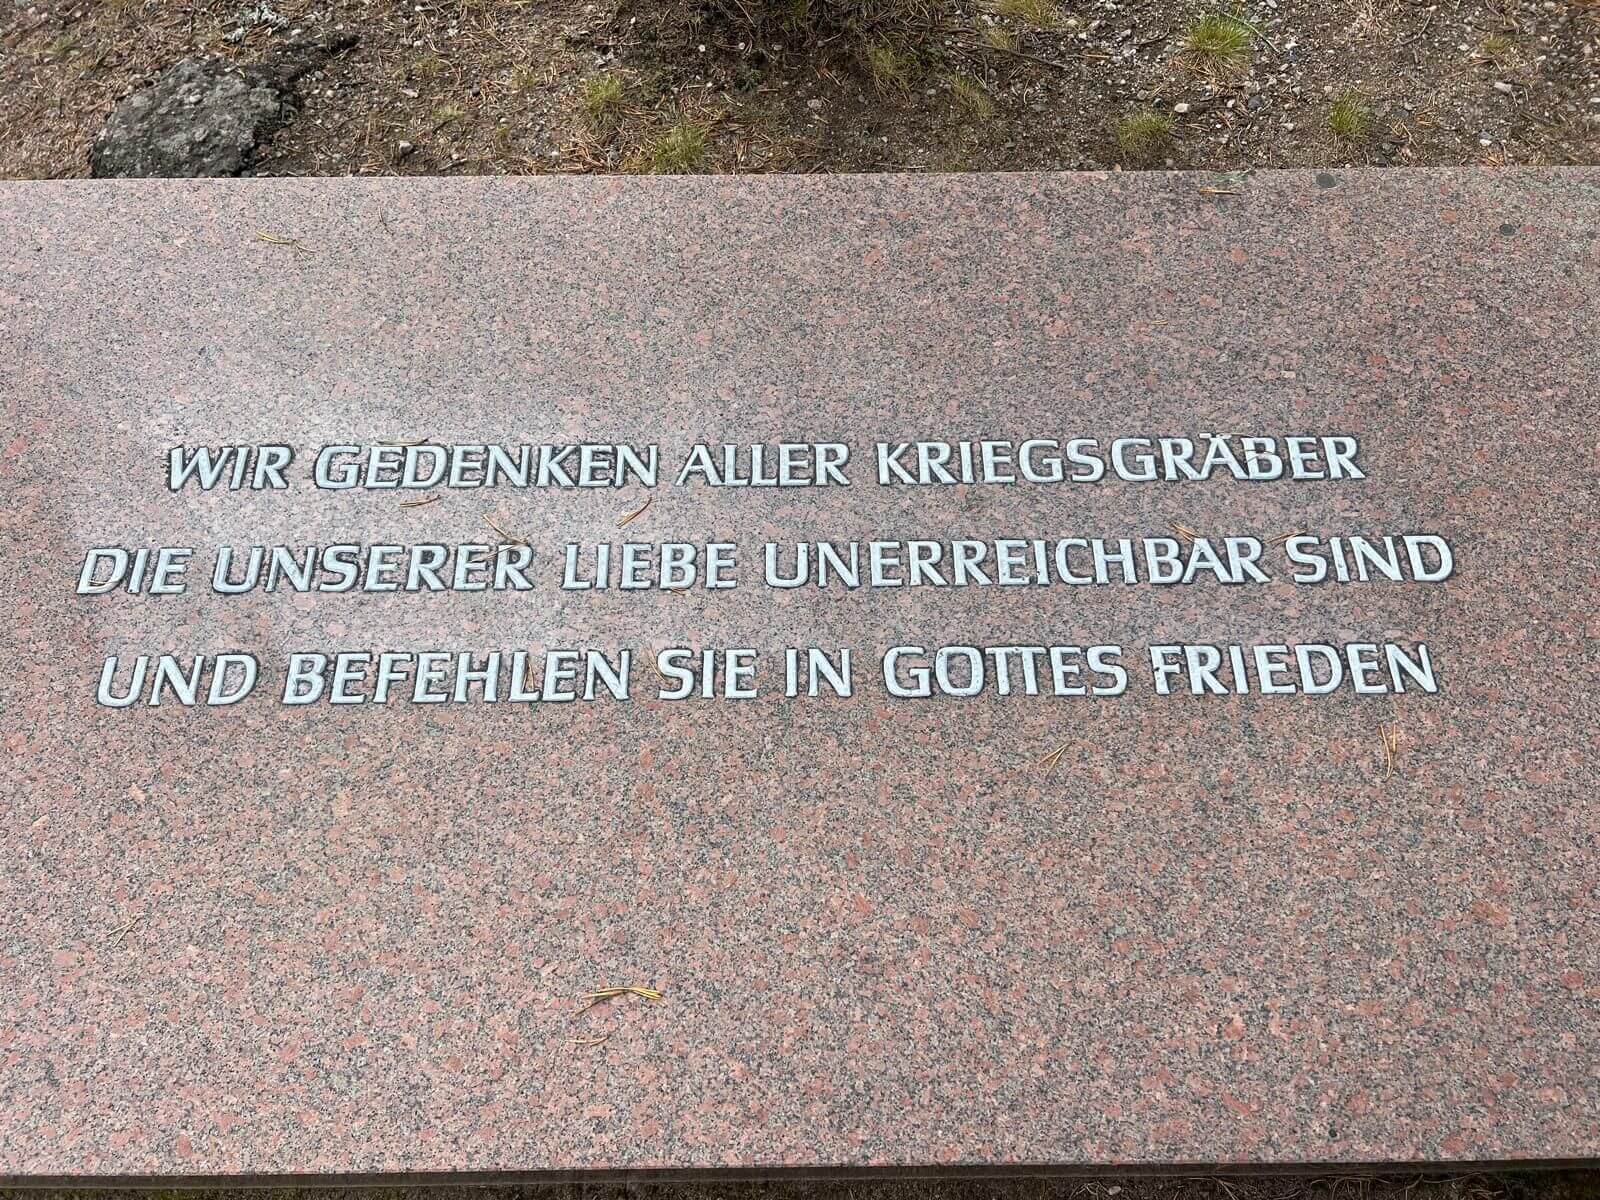 WIR GEDENKEN ALLER KRIEGSGRÄBER
DIE UNSERER LIEBE UNERREICHBAR SIND
UND BEFEHLEN SIE IN GOTTES FRIEDEN